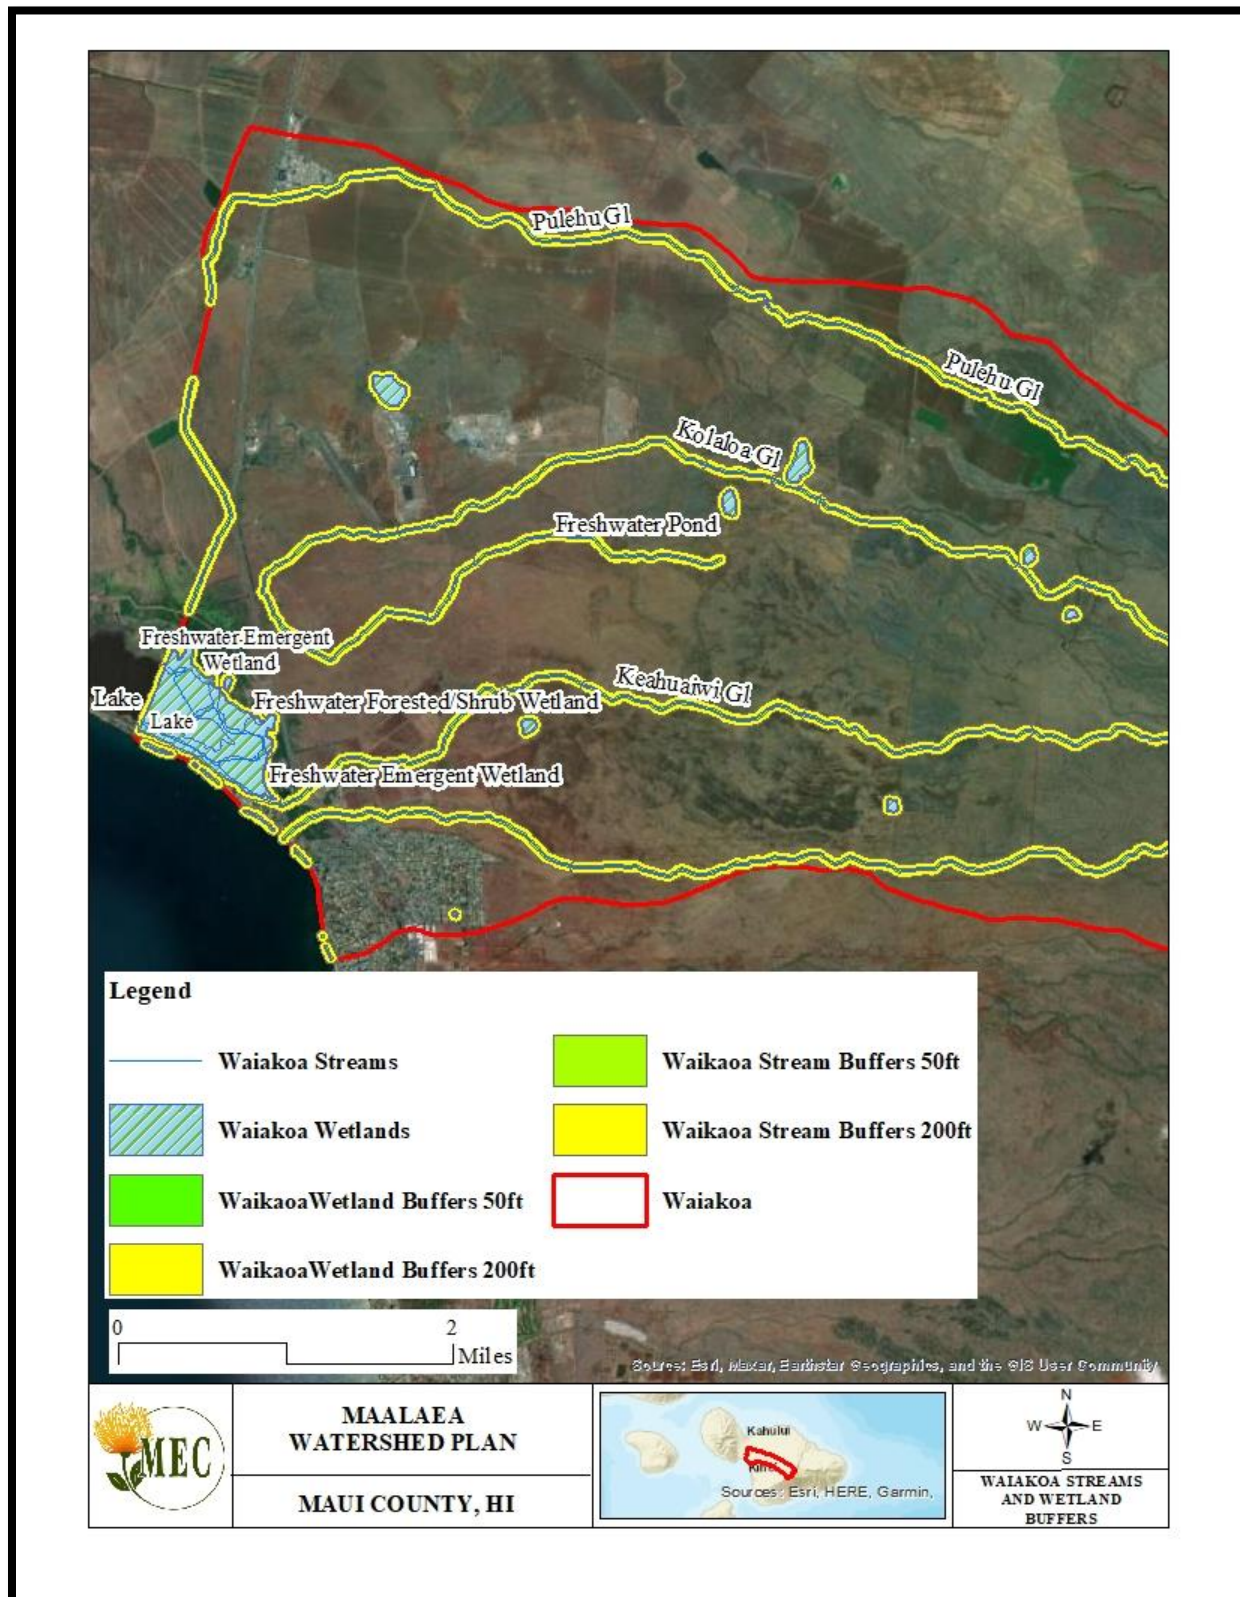 Pulehu Gl
Pulehu Gl
Kolaloa Gl
Freshwater Pond
Freshwater Emergent
Wetland
Keahuaiwi Gl
Lake
Freshwater Forested/Shrub Wetland
Lake
Freshwater Emergent Wetland
Legend
Waiakoa Streams
Waikaoa Stream Buffers 50ft
Waiakoa Wetlands
Waikaoa Stream Buffers 200ft
WaikaoaWetland Buffers 50ft
Waiakoa
WaikaoaWetland Buffers 200ft
0 2
Miles
Source: Esri, Maxar, Earthstar Geographics, and the GIS User Community
MEC
MAALAEA
WATERSHED PLAN
MAUI COUNTY, HI
Kahului
Sources: Esri, HERE, Garmin,
N
W E
S
WAIAKOA STREAMS
AND WETLAND
BUFFERS